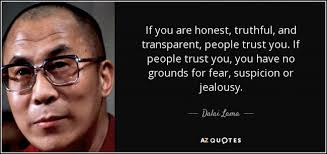 If you are honest, truthful, and
transparent, people trust you. If
people trust you, you have no
grounds for fear, suspicion or
jealousy.
Dalai Lama
AZ QUOTES